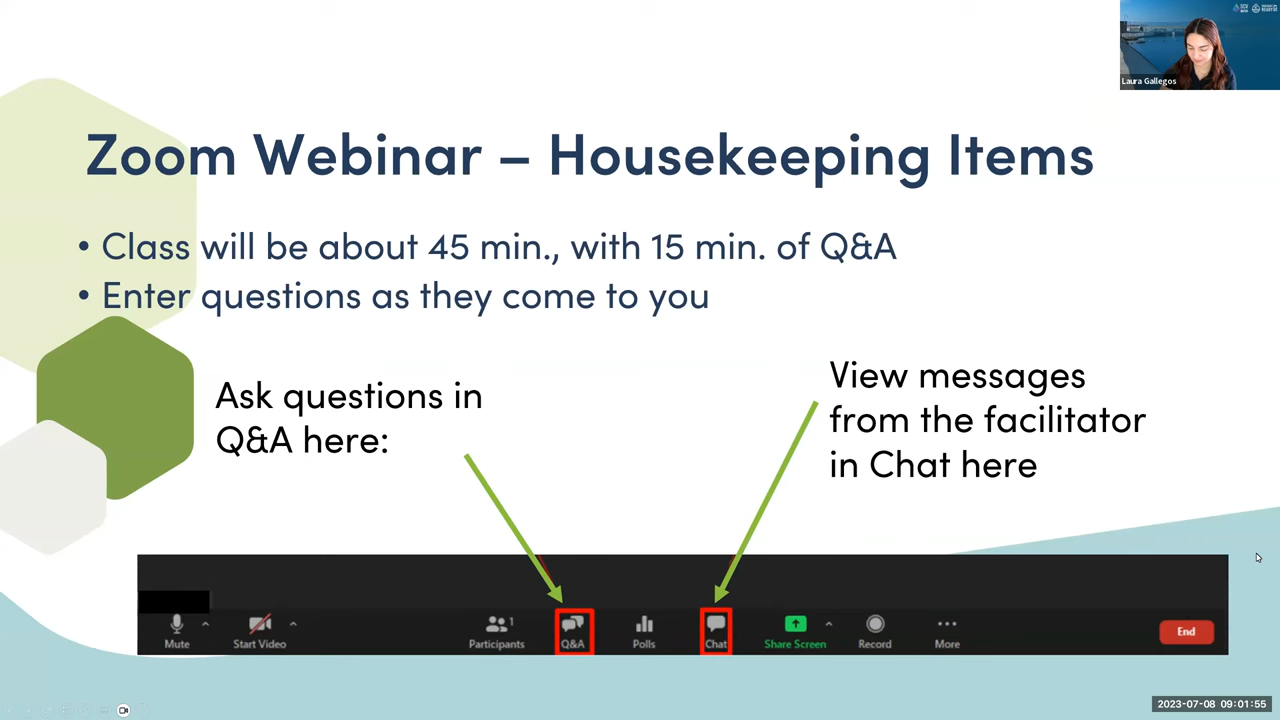 Laura Gallegos
Zoom Webinar – Housekeeping Items
• Class will be about 45 min., with 15 min. of Q&A
• Enter questions as they come to you
Ask questions in
Q&A here:
View messages
from the facilitator
in Chat here
Mute
Start Video
Participants
1
Q&A
Polls
Chat
Share Screen
Record
More
End
2023-07-08 09:01:55